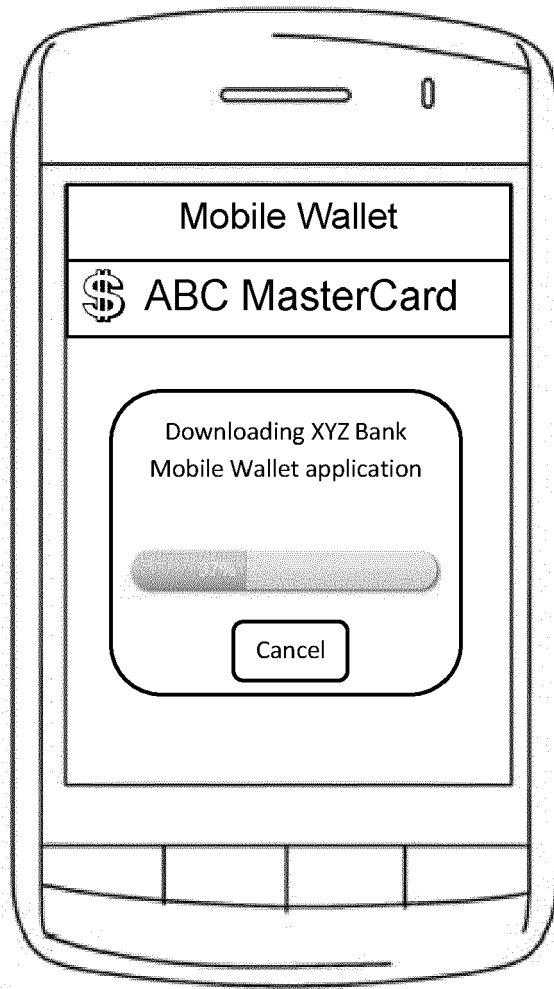 Mobile Wallet
$ ABC MasterCard
Downloading XYZ Bank
Mobile Wallet application
37%
Cancel